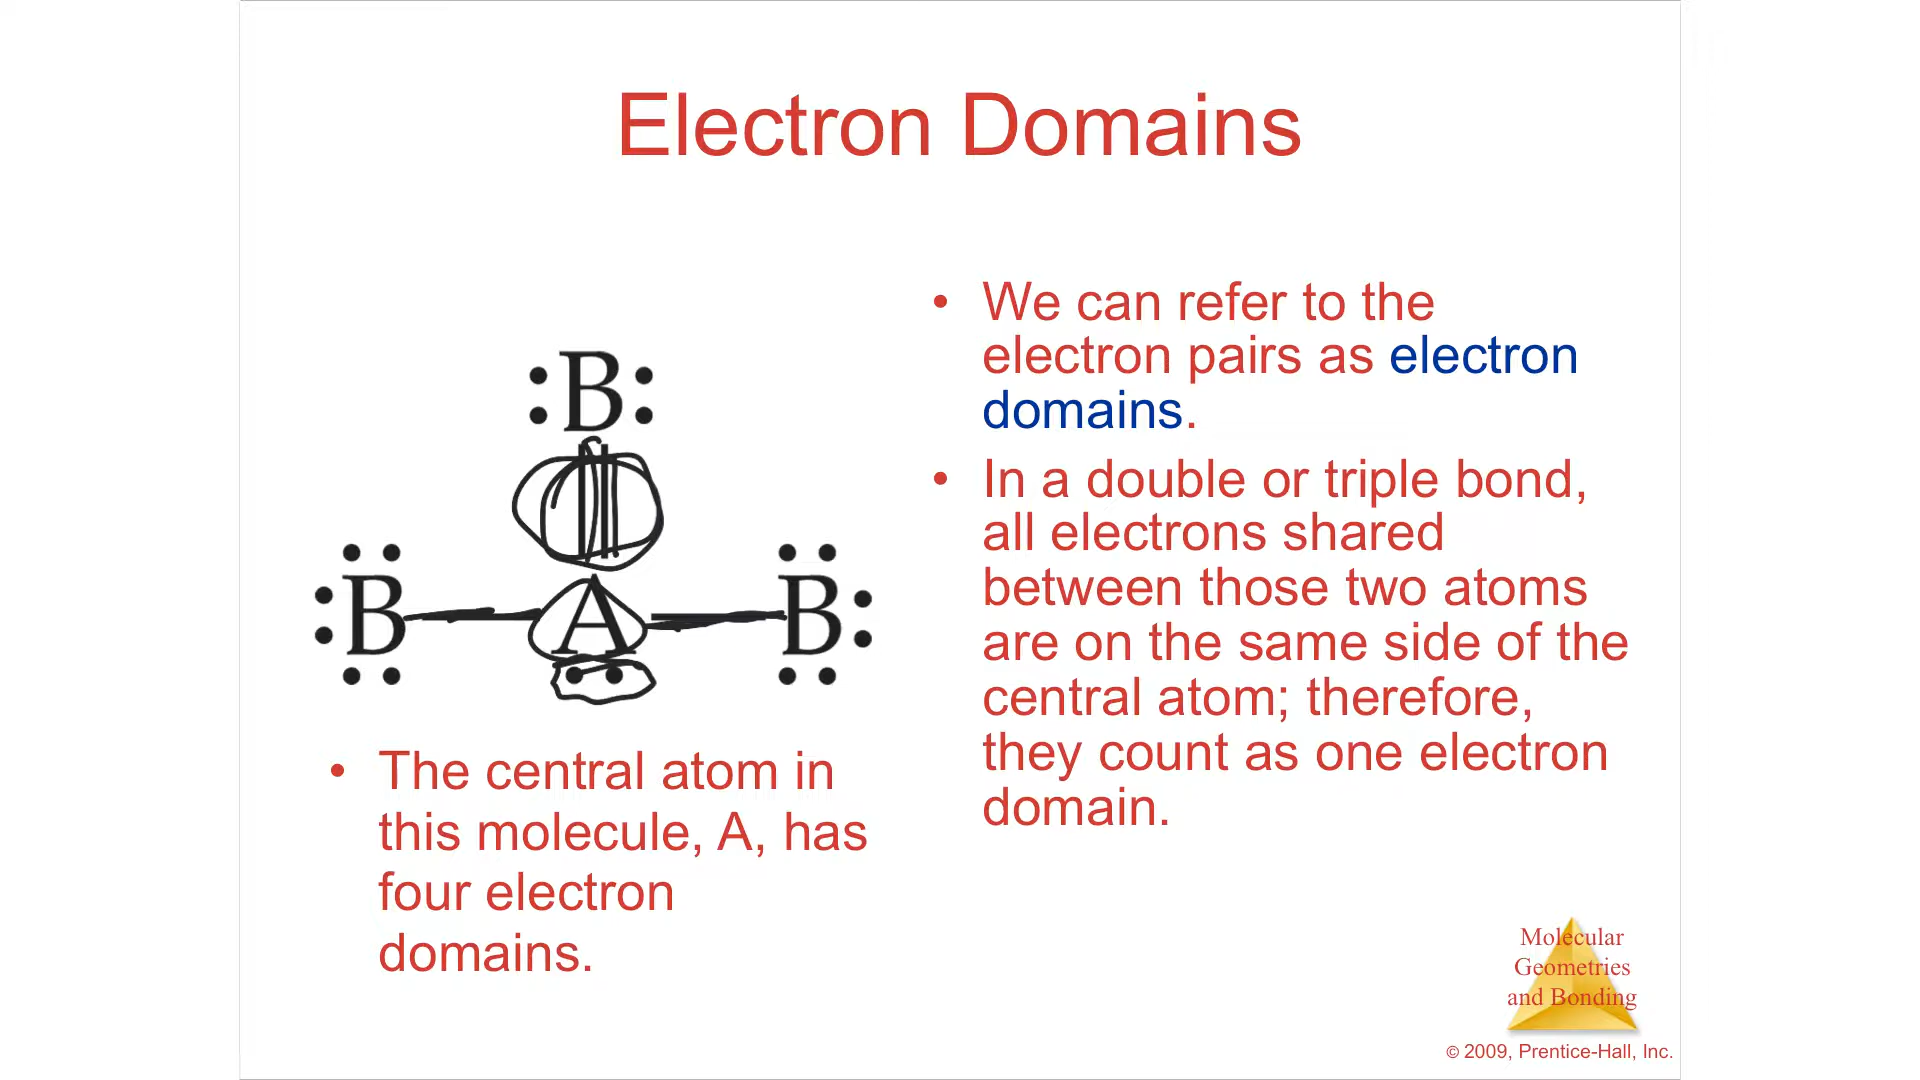 Electron Domains
:B:
:B
A
B:
• The central atom in
this molecule, A, has
four electron
domains.
• We can refer to the
electron pairs as electron
domains.
• In a double or triple bond,
all electrons shared
between those two atoms
are on the same side of the
central atom; therefore,
they count as one electron
domain.
Molecular
Geometries
and Bonding
© 2009, Prentice-Hall, Inc.